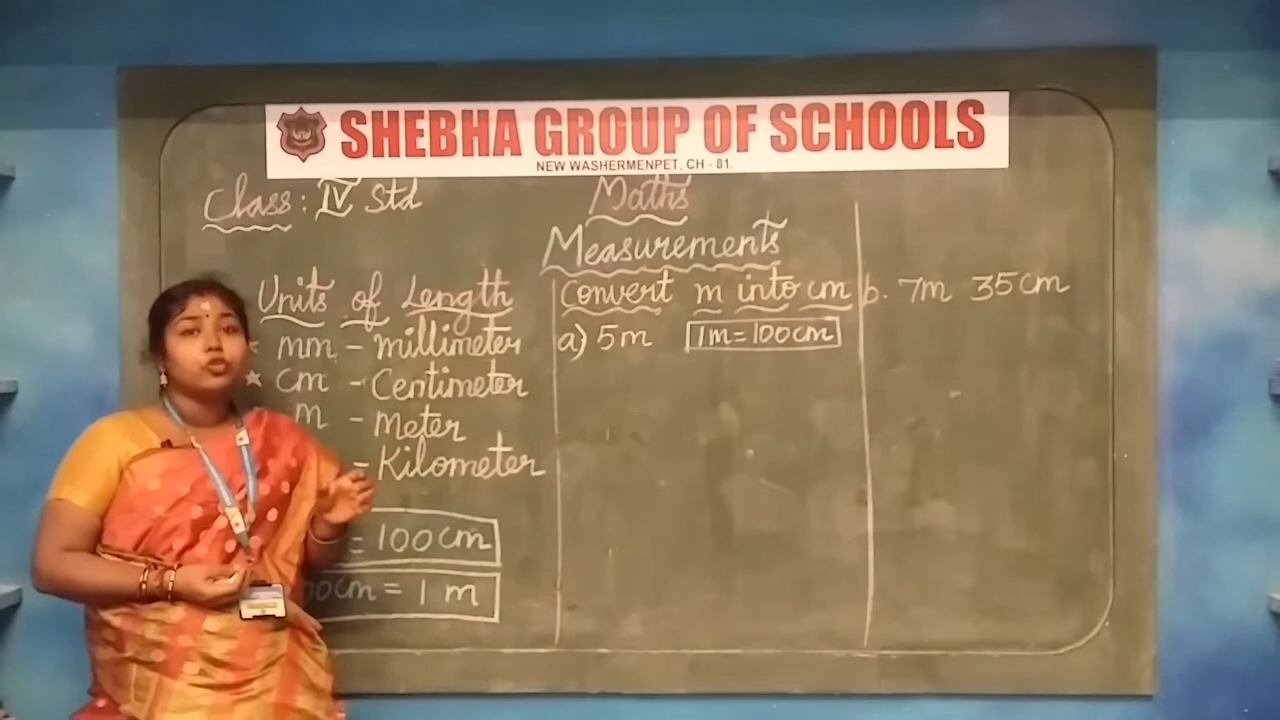 SHEBHA GROUP OF SCHOOLS
NEW WASHERMENPET, CH - 81.
Class: IV Std
Maths
Measurements
Units of Length
mm - millimeter
★ cm - Centimeter
m - Meter
- Kilometer
= 100cm
00cm = 1 m
Convert m into cm
a) 5m 1m = 100cm
b. 7m 35cm